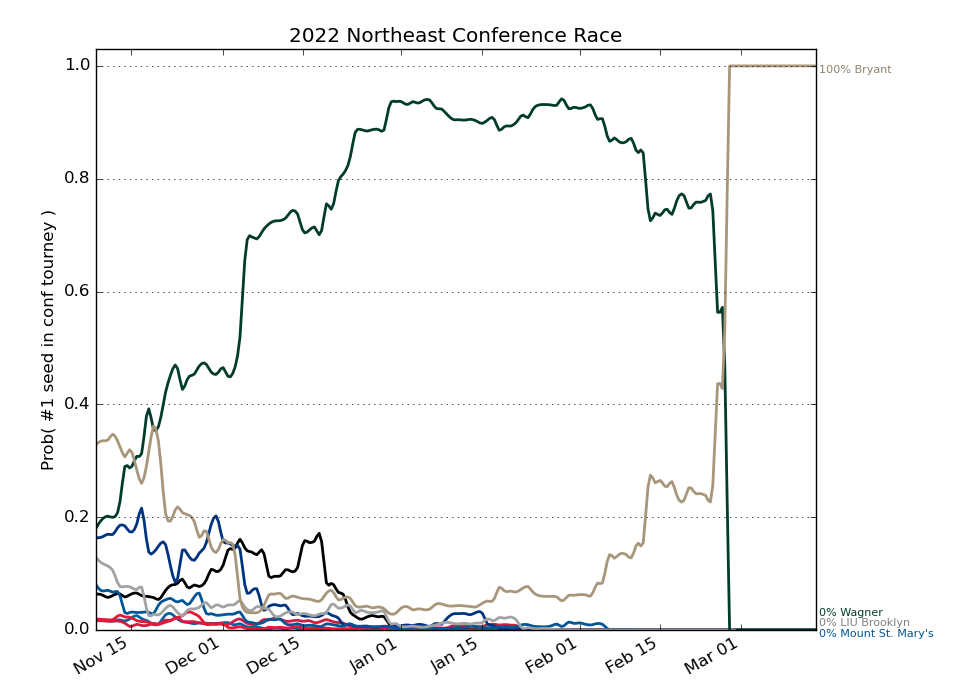 2022 Northeast Conference Race
Prob( #1 seed in conf tourney )
1.0
0.8
0.6
0.4
0.2
0.0
Nov 15
Dec 01
Dec 15
Jan 01
Jan 15
Feb 01
Feb 15
Mar 01
100% Bryant
0% Wagner
0% LIU Brooklyn
0% Mount St. Mary's